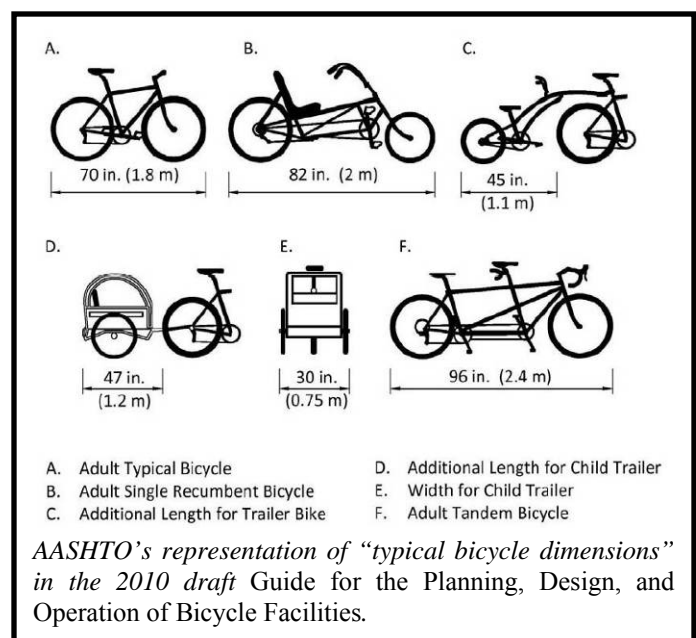 A.
B.
C.
70 in. (1.8 m)
82 in. (2 m)
45 in.
(1.1 m)
D.
E.
F.
47 in.
(1.2 m)
30 in.
(0.75 m)
96 in. (2.4 m)
A. Adult Typical Bicycle
B. Adult Single Recumbent Bicycle
C. Additional Length for Trailer Bike
D. Additional Length for Child Trailer
E. Width for Child Trailer
F. Adult Tandem Bicycle
AASHTO's representation of “typical bicycle dimensions”
in the 2010 draft Guide for the Planning, Design, and
Operation of Bicycle Facilities.